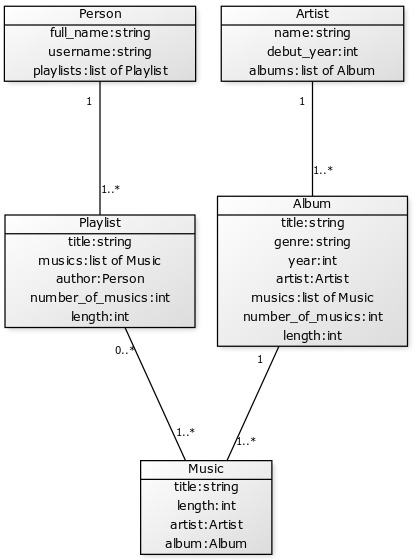 Person
full_name:string
username:string
playlists:list of Playlist
Artist
name:string
debut_year:int
albums:list of Album
1
1..*
1
1..*
Playlist
title:string
musics:list of Music
author:Person
number_of_musics:int
length:int
Album
title:string
genre:string
year:int
artist:Artist
musics:list of Music
number_of_musics:int
length:int
0..*
1..*
1
1..*
Music
title:string
length:int
artist:Artist
album:Album